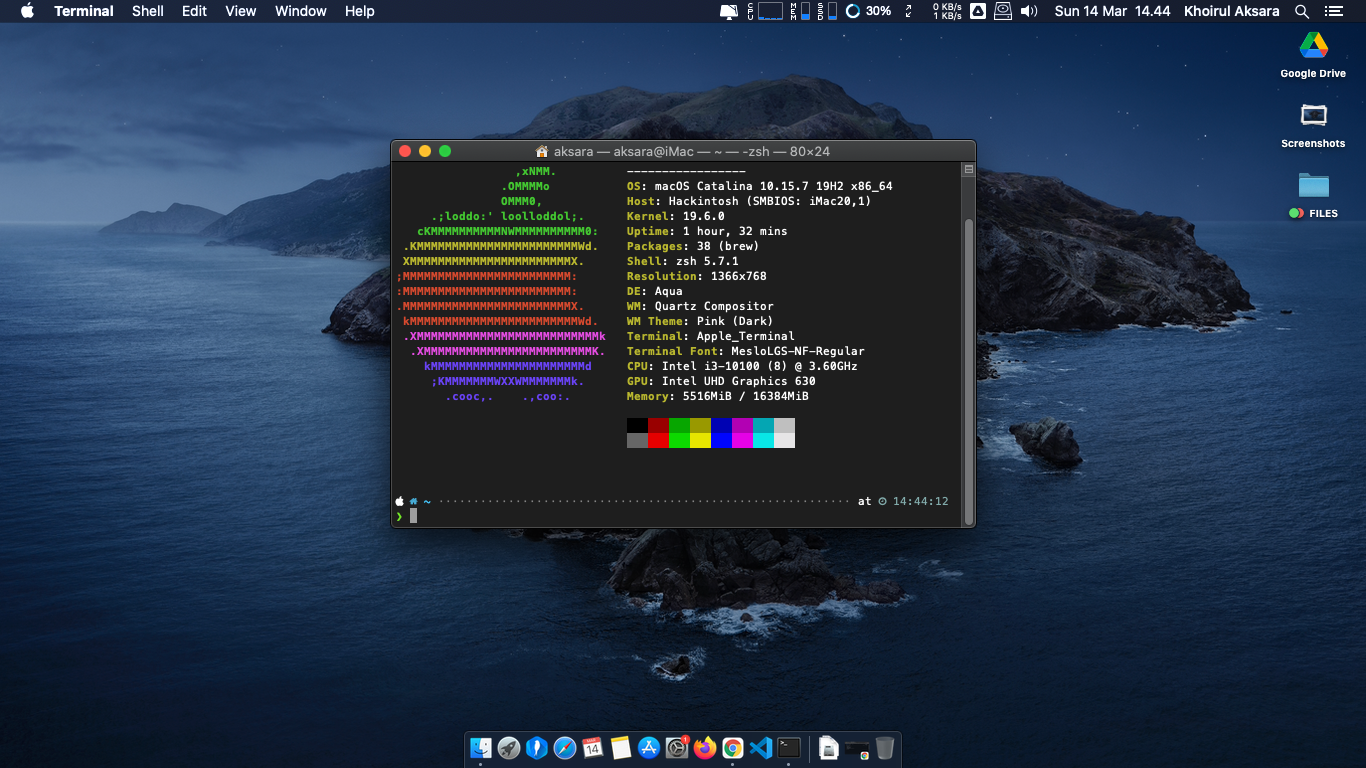 Terminal Shell Edit View Window Help
CPU MEM SSD 30% 0 KB/s 1 KB/s Sun 14 Mar 14.44 Khoirul Aksara
Google Drive
Screenshots
FILES
aksara — aksara@iMac — ~ — -zsh — 80×24
,xNMM. -----------------
.OMMMMo OS: macOS Catalina 10.15.7 19H2 x86_64
OMMM0, Host: Hackintosh (SMBIOS: iMac20,1)
.;loddo:' loolloddol;. Kernel: 19.6.0
cKMMMMMMMMMMNWMMMMMMMMMM0: Uptime: 1 hour, 32 mins
.KMMMMMMMMMMMMMMMMMMMMMMMWd. Packages: 38 (brew)
XMMMMMMMMMMMMMMMMMMMMMMMX. Shell: zsh 5.7.1
;MMMMMMMMMMMMMMMMMMMMMMMM: Resolution: 1366x768
:MMMMMMMMMMMMMMMMMMMMMMMM: DE: Aqua
.MMMMMMMMMMMMMMMMMMMMMMMMX. WM: Quartz Compositor
kMMMMMMMMMMMMMMMMMMMMMMMMWd. WM Theme: Pink (Dark)
.XMMMMMMMMMMMMMMMMMMMMMMMMMMk Terminal: Apple_Terminal
.XMMMMMMMMMMMMMMMMMMMMMMMMK. Terminal Font: MesloLGS-NF-Regular
kMMMMMMMMMMMMMMMMMMMMMMd CPU: Intel i3-10100 (8) @ 3.60GHz
;KMMMMMMMWXXWMMMMMMMk. GPU: Intel UHD Graphics 630
.cooc,. .,coo:. Memory: 5516MiB / 16384MiB
~ at 14:44:12
❯
14
1